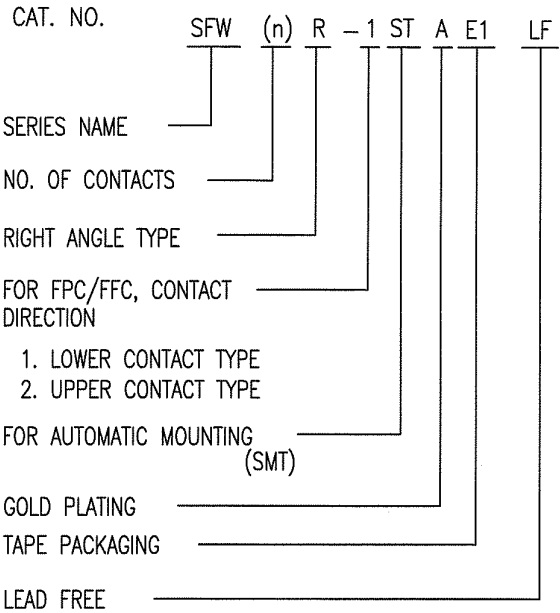 CAT. NO.
SFW (n) R - 1 ST A E1 LF
SERIES NAME
NO. OF CONTACTS
RIGHT ANGLE TYPE
FOR FPC/FFC, CONTACT
DIRECTION
1. LOWER CONTACT TYPE
2. UPPER CONTACT TYPE
FOR AUTOMATIC MOUNTING
(SMT)
GOLD PLATING
TAPE PACKAGING
LEAD FREE